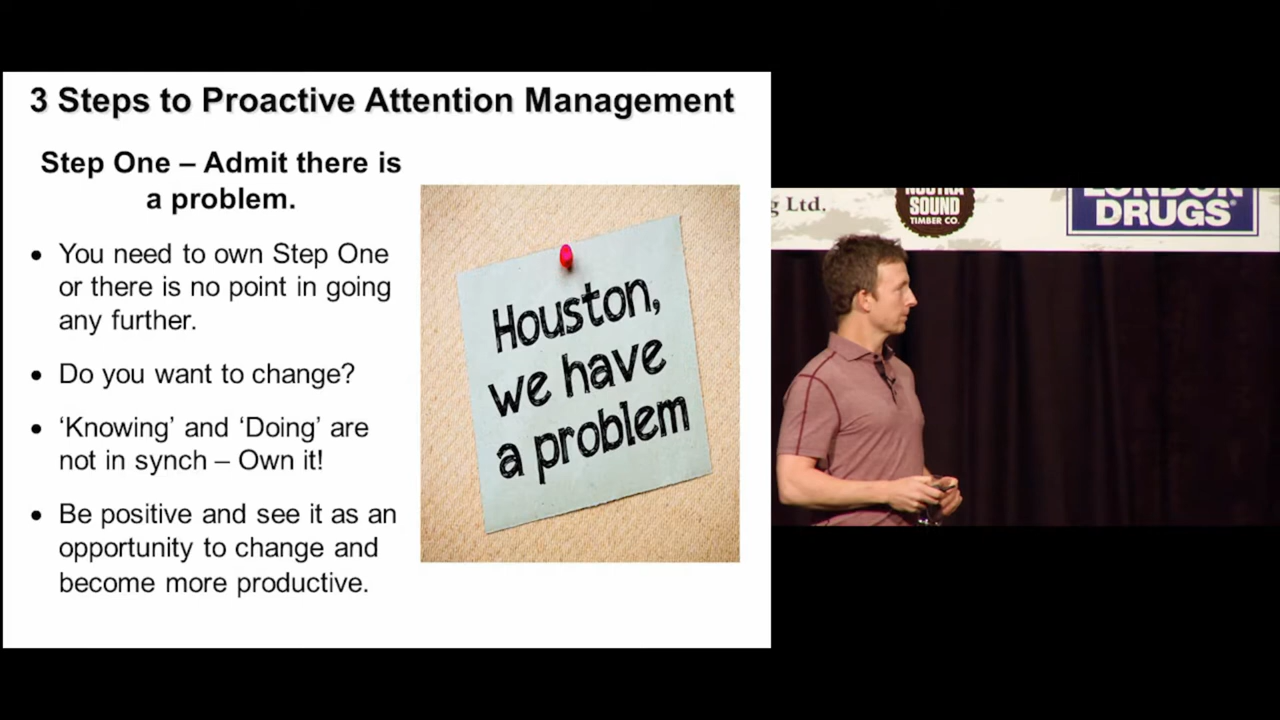 3 Steps to Proactive Attention Management
Step One – Admit there is
a problem.
• You need to own Step One
or there is no point in going
any further.
• Do you want to change?
• ‘Knowing’ and ‘Doing’ are
not in synch – Own it!
• Be positive and see it as an
opportunity to change and
become more productive.
Houston,
we have
a problem
g Ltd.
NOOTKA
SOUND
TIMBER CO.
LONDON
DRUGS®